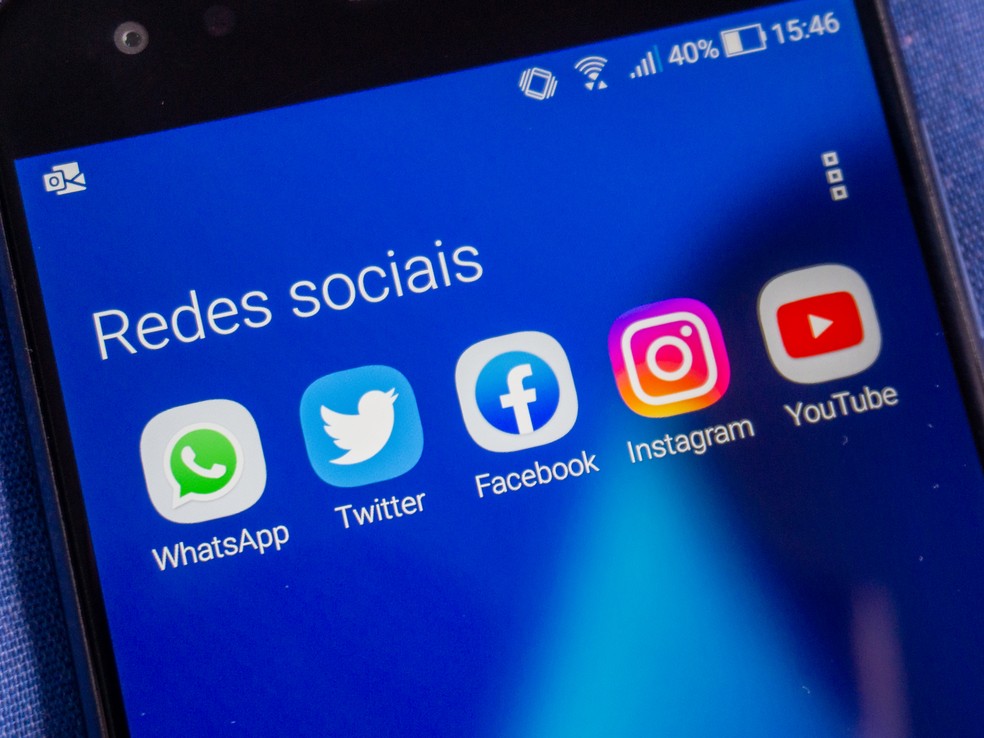 40% 15:46
Redes sociais
WhatsApp
Twitter
Facebook
Instagram
YouTube